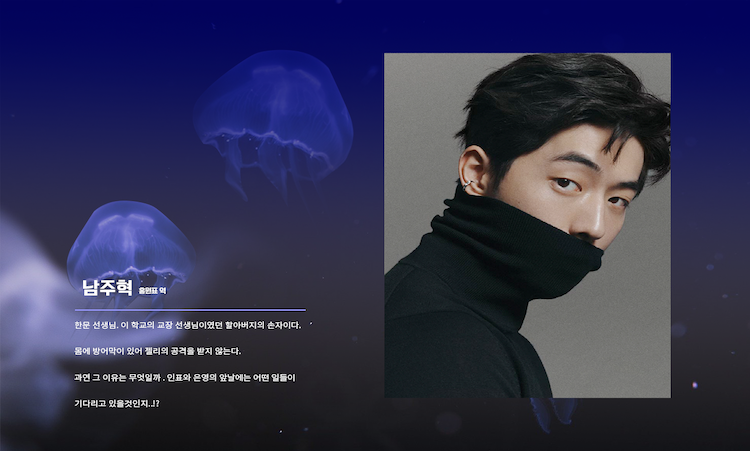 남주혁 홍인표 역
한문 선생님. 이 학교의 교장 선생님이였던 할아버지의 손자이다.
몸에 방어막이 있어 젤리의 공격을 받지 않는다.
과연 그 이유는 무엇일까 . 인표와 은영의 앞날에는 어떤 일들이
기다리고 있을것인지..!?